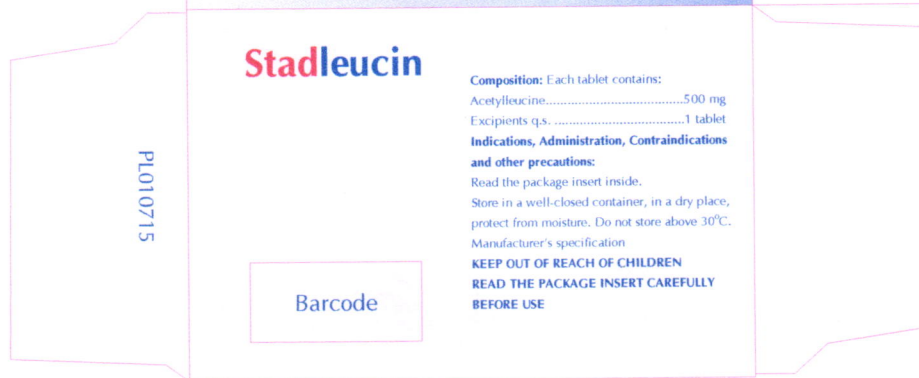 PL010715
Stadleucin
Barcode
Composition: Each tablet contains:
Acetylleucine......................................500 mg
Excipients q.s. ....................................1 tablet
Indications, Administration, Contraindications
and other precautions:
Read the package insert inside.
Store in a well-closed container, in a dry place,
protect from moisture. Do not store above 30°C.
Manufacturer's specification
KEEP OUT OF REACH OF CHILDREN
READ THE PACKAGE INSERT CAREFULLY
BEFORE USE